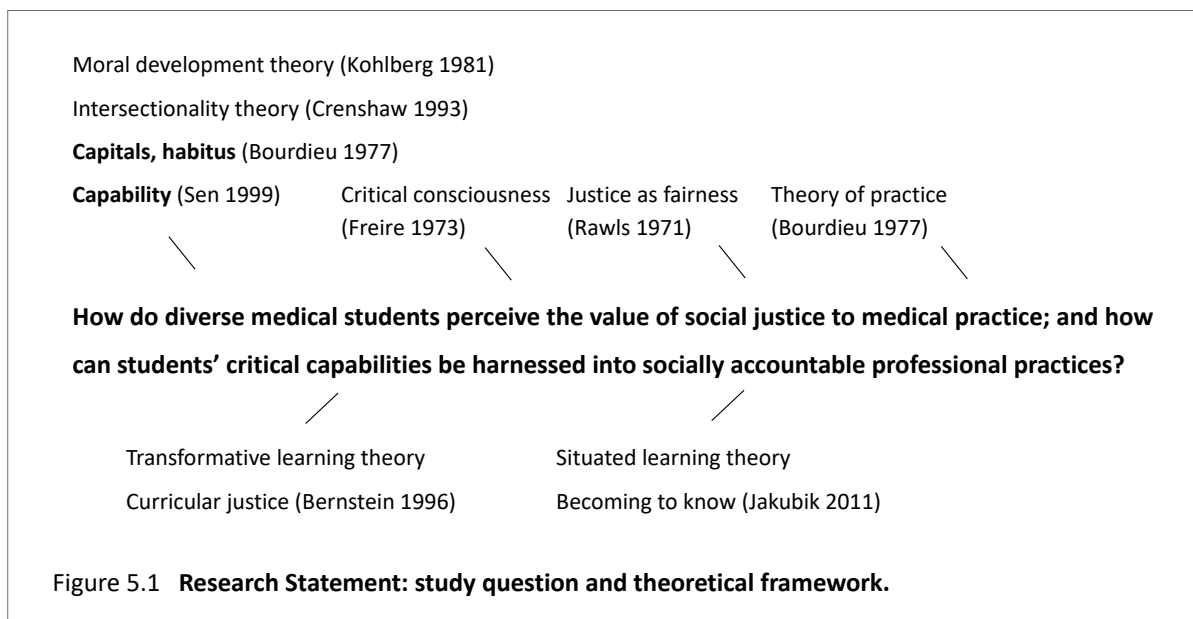 Moral development theory (Kohlberg 1981)
Intersectionality theory (Crenshaw 1993)
Capitals, habitus (Bourdieu 1977)
Capability (Sen 1999)
Critical consciousness
(Freire 1973)
Justice as fairness
(Rawls 1971)
Theory of practice
(Bourdieu 1977)
How do diverse medical students perceive the value of social justice to medical practice; and how
can students’ critical capabilities be harnessed into socially accountable professional practices?
Transformative learning theory
Curricular justice (Bernstein 1996)
Situated learning theory
Becoming to know (Jakubik 2011)
Figure 5.1 Research Statement: study question and theoretical framework.